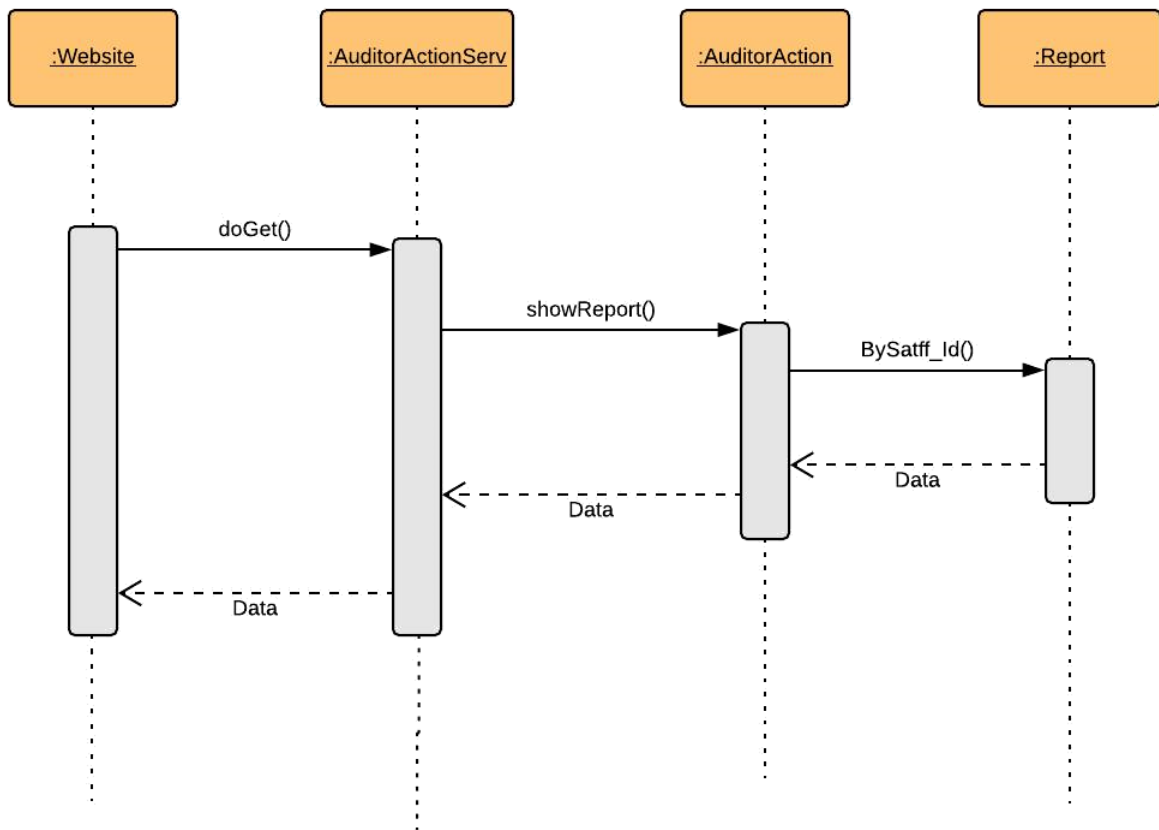 :Website
:AuditorActionServ
:AuditorAction
:Report
doGet()
showReport()
BySatff_Id()
Data
Data
Data